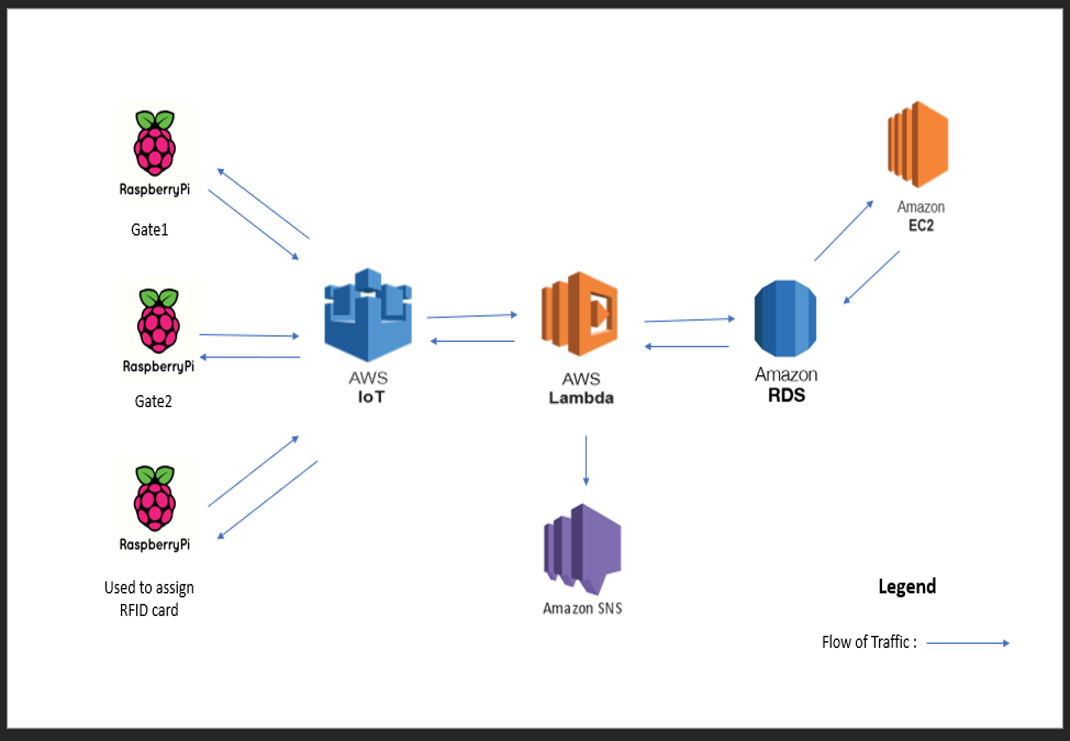 RaspberryPi
Gate1
RaspberryPi
Gate2
RaspberryPi
Used to assign
RFID card
AWS
IoT
AWS
Lambda
Amazon SNS
Amazon
RDS
Amazon
EC2
Legend
Flow of Traffic :